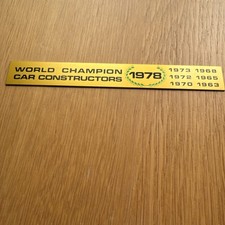 WORLD CHAMPION
CAR CONSTRUCTORS
1978
1973 1968
1972 1965
1970 1963